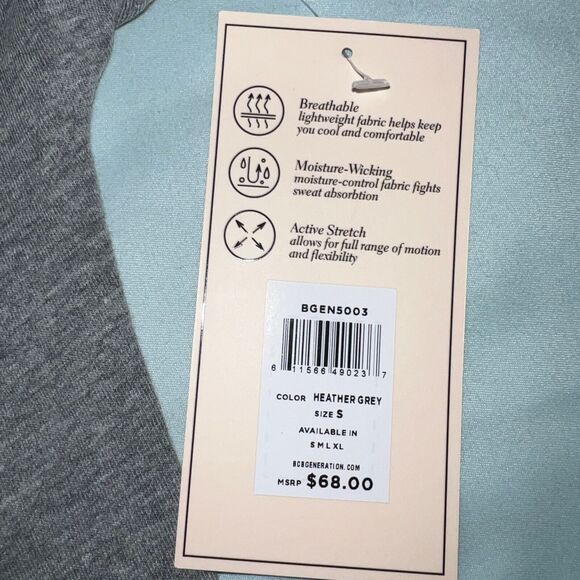 Breathable
lightweight fabric helps keep
you cool and comfortable
Moisture-Wicking
moisture-control fabric fights
sweat absorbtion
Active Stretch
allows for full range of motion
and flexibility
BGEN5003
6 11566 49023 7
COLOR HEATHER GREY
SIZE S
AVAILABLE IN
S M L XL
BCBGENERATION.COM
MSRP $68.00